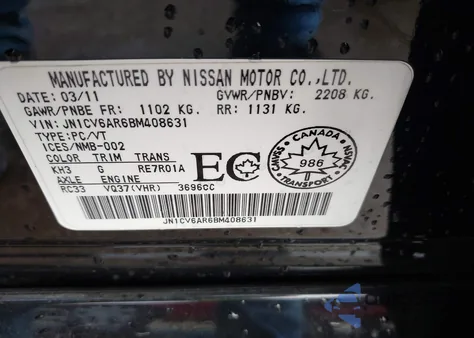 MANUFACTURED BY NISSAN MOTOR CO.,LTD.
DATE: 03/11 GVWR/PNBV: 2208 KG.
GAWR/PNBE FR: 1102 KG. RR: 1131 KG.
VIN: JN1CV6AR6BM408631
TYPE:PC/VT
ICES/NMB-002
COLOR TRIM TRANS
KH3 G RE7R01A
AXLE ENGINE
RC33 VQ37(VHR) 3696CC
EC
CANADA
CMVSS
NSVAC
986
TRANSPORT
JN1CV6AR6BM408631